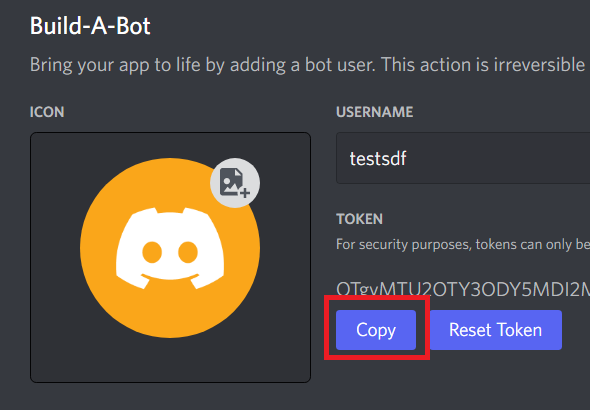 Build-A-Bot
Bring your app to life by adding a bot user. This action is irreversible
ICON
USERNAME
testsdf
TOKEN
For security purposes, tokens can only be
OTgyMTU2OTY3ODY5MDI2M
Copy
Reset Token